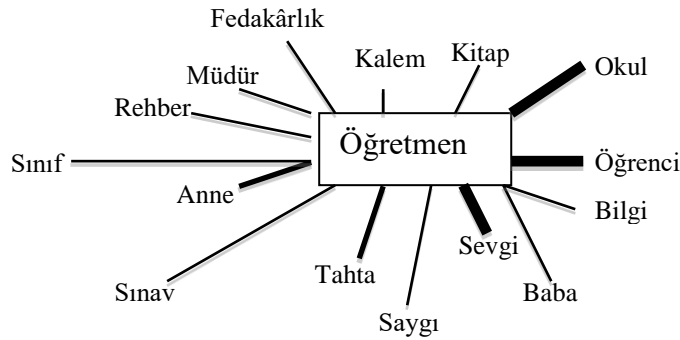 Fedakârlık
Kalem
Kitap
Okul
Müdür
Rehber
Öğretmen
Sınıf
Öğrenci
Anne
Bilgi
Sevgi
Tahta
Sınav
Baba
Saygı